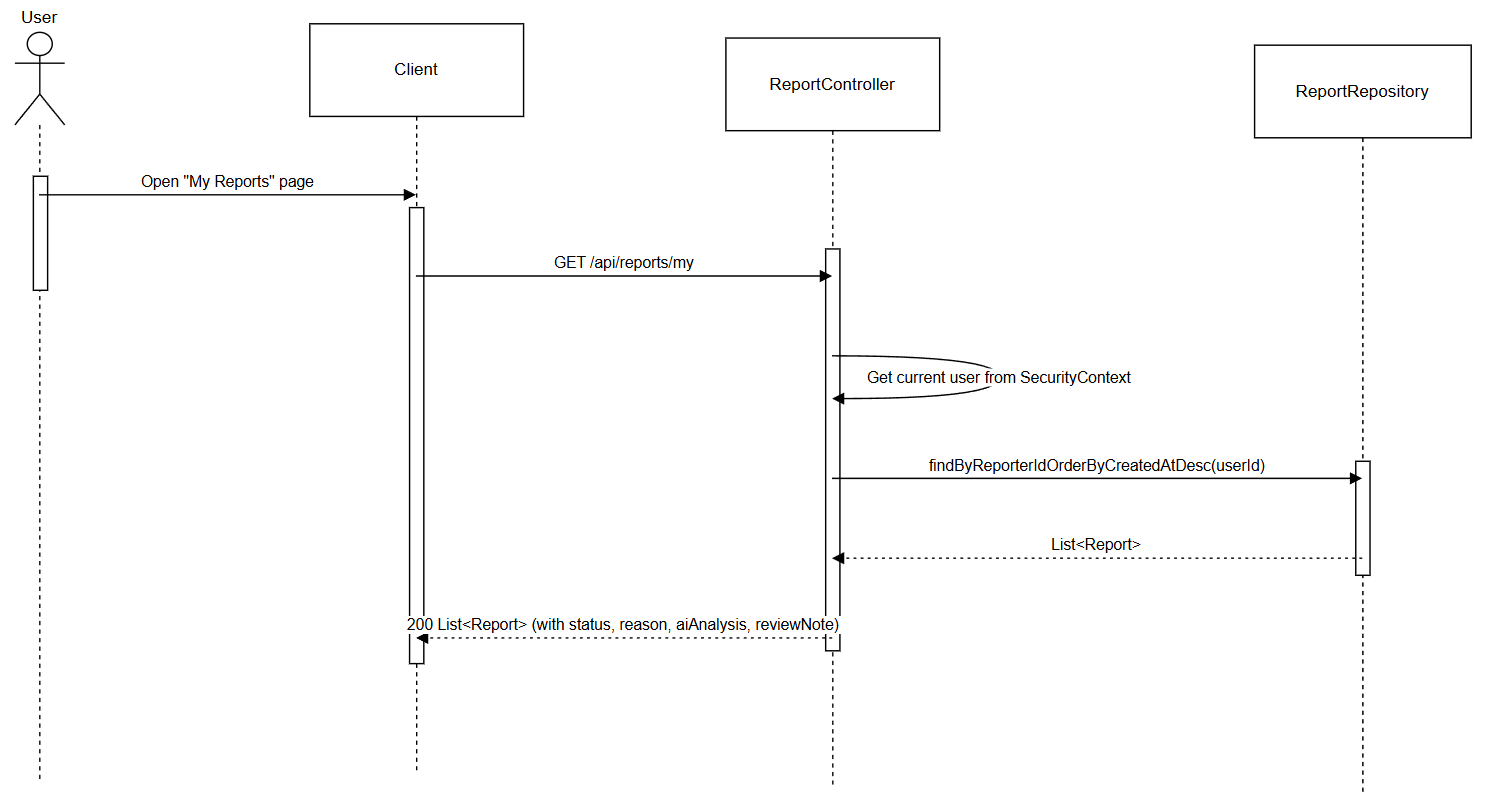 User
Client
ReportController
ReportRepository
Open "My Reports" page
GET /api/reports/my
Get current user from SecurityContext
findByReporterIdOrderByCreatedAtDesc(userId)
List<Report>
200 List<Report> (with status, reason, aiAnalysis, reviewNote)